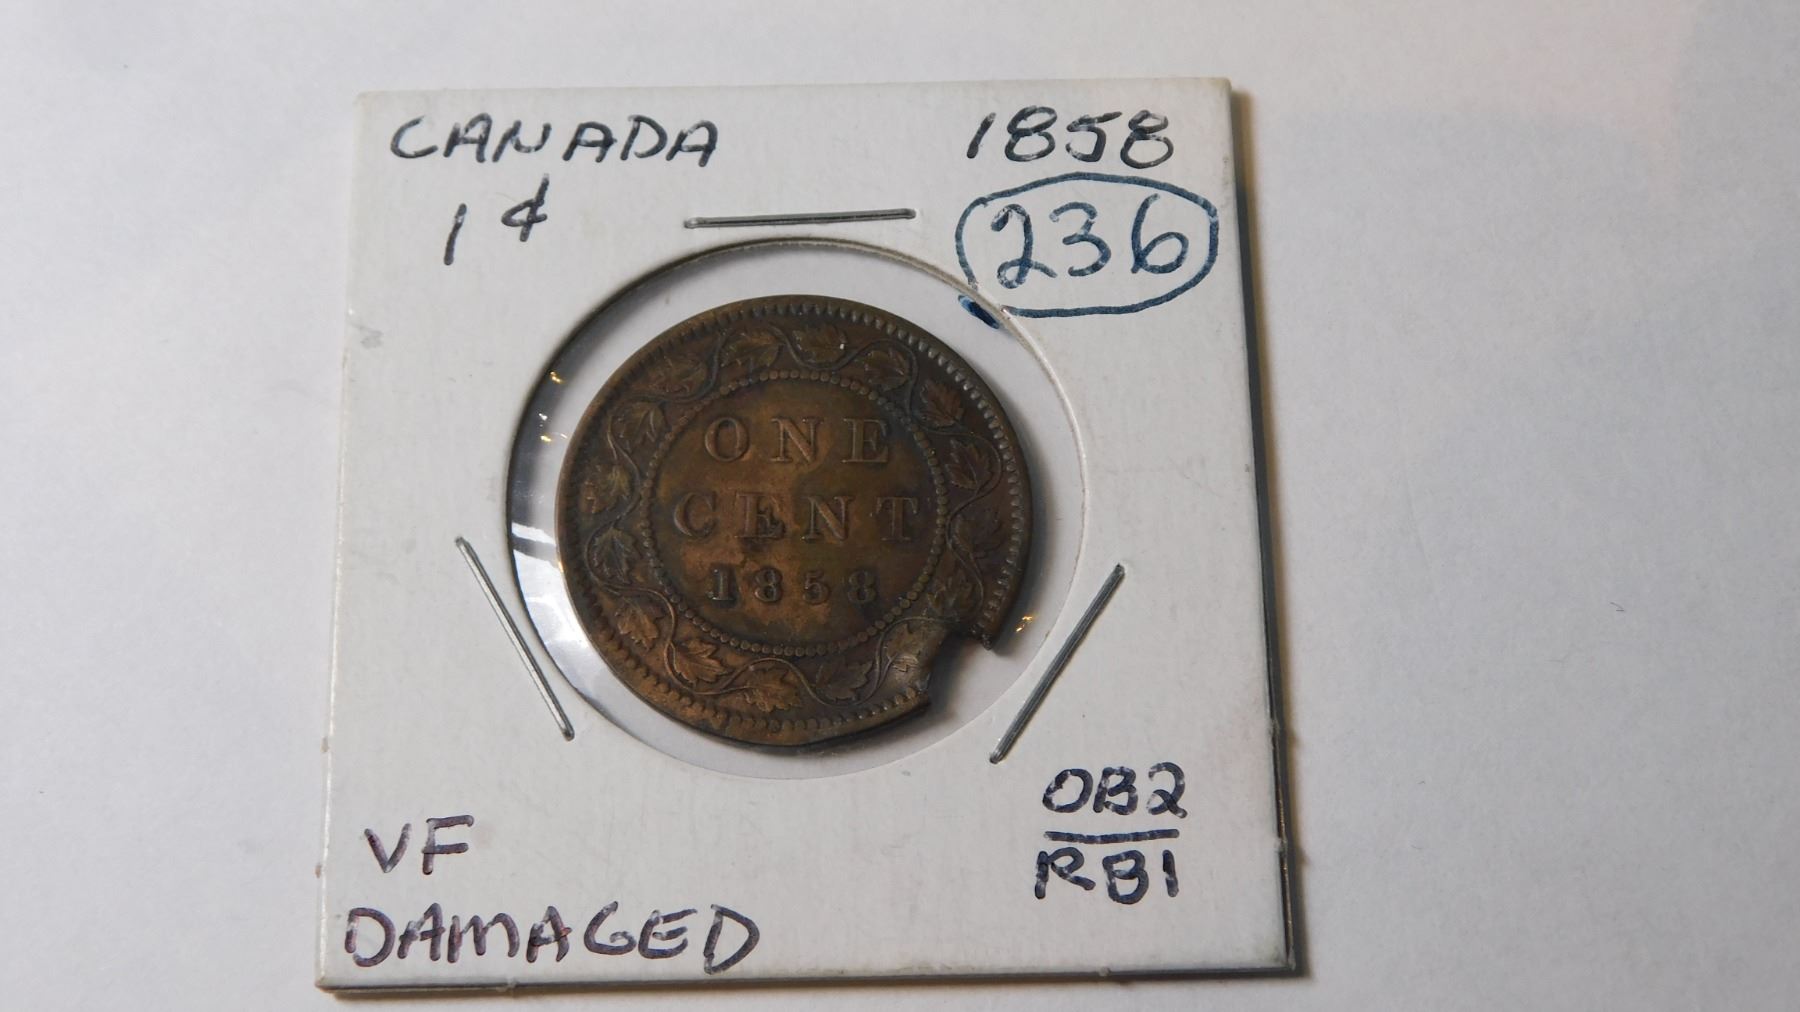 CANADA 1858
1¢ 236
ONE
CENT
1858
VF
DAMAGED
OB2
RB1